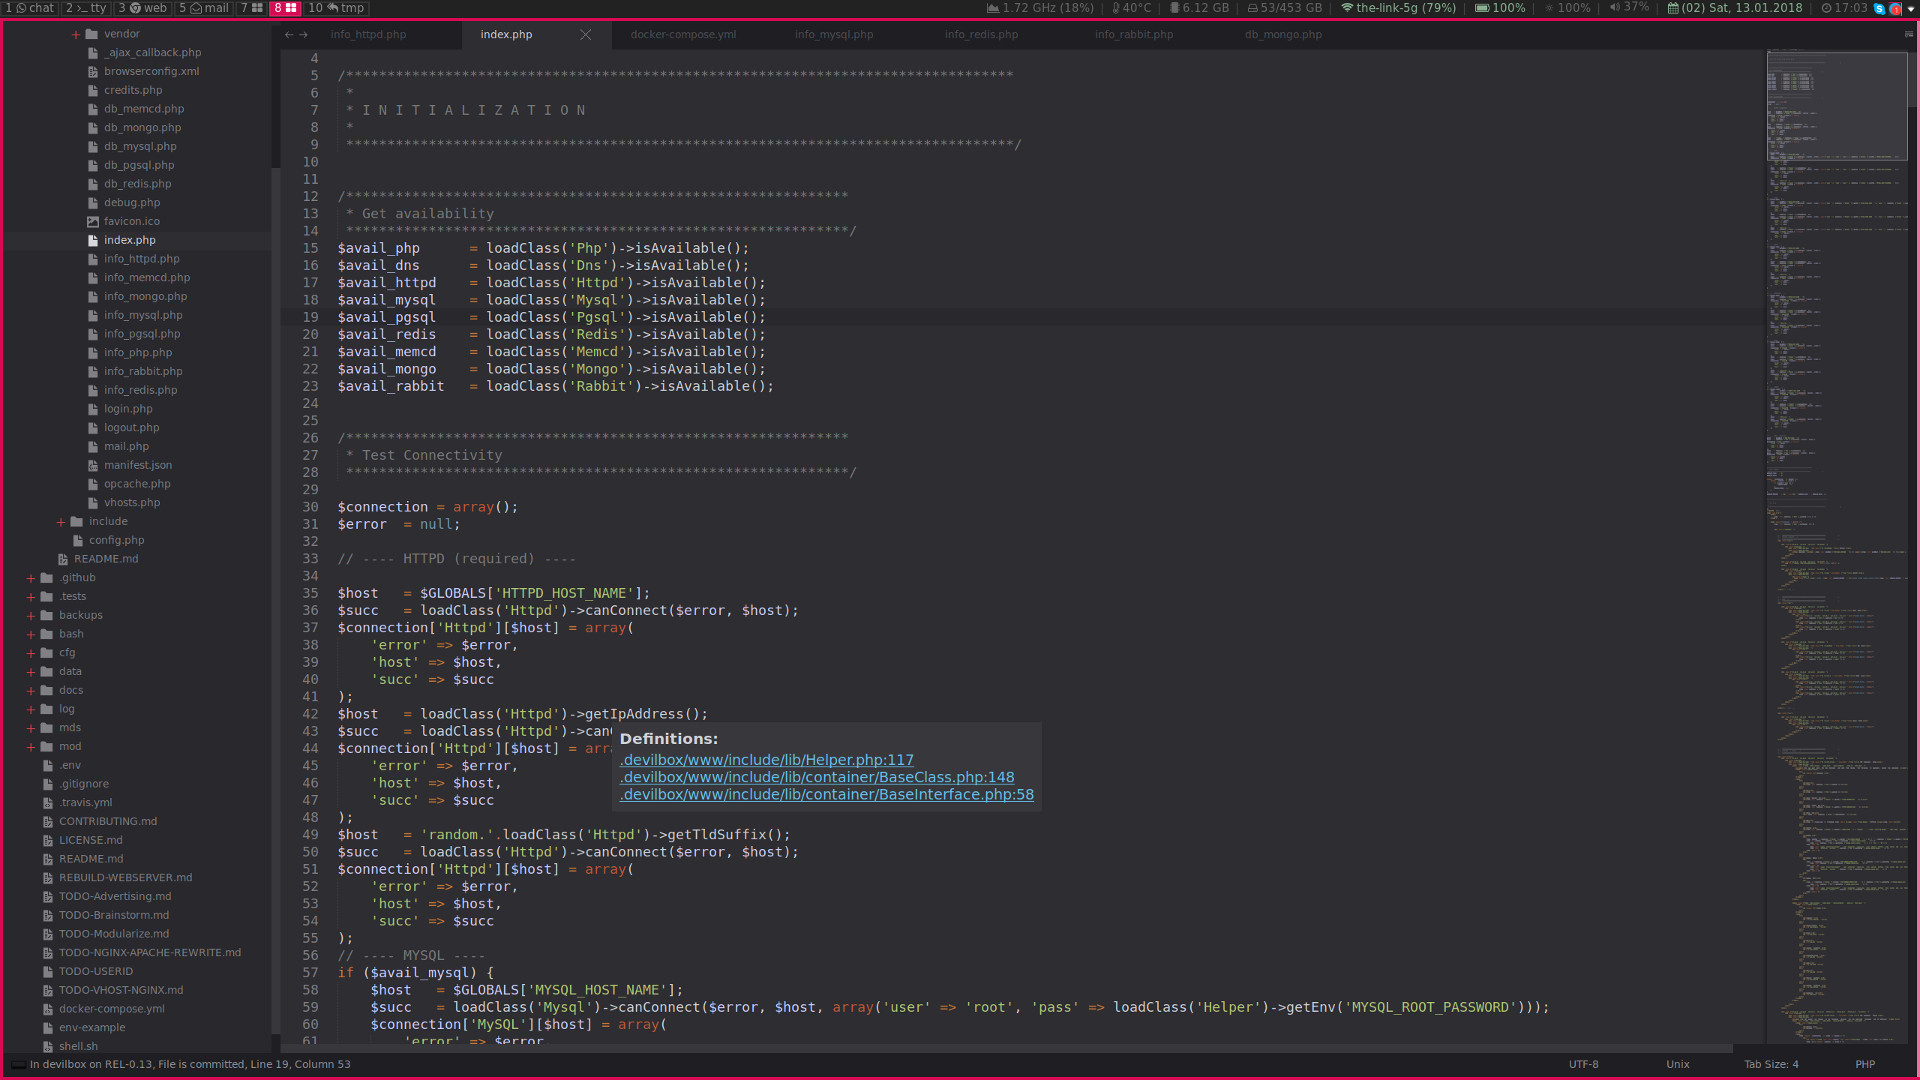 1 chat 2 >_ tty 3 web 5 mail 7 8 10 tmp 1.72 GHz (18%) | 40°C | 6.12 GB | 53/453 GB | the-link-5g (79%) | 100% | 100% | 37% | (02) Sat, 13.01.2018 | 17:03
info_httpd.php index.php docker-compose.yml info_mysql.php info_redis.php info_rabbit.php db_mongo.php
+ vendor
_ajax_callback.php
browserconfig.xml
credits.php
db_memcd.php
db_mongo.php
db_mysql.php
db_pgsql.php
db_redis.php
debug.php
favicon.ico
index.php
info_httpd.php
info_memcd.php
info_mongo.php
info_mysql.php
info_pgsql.php
info_php.php
info_rabbit.php
info_redis.php
login.php
logout.php
mail.php
manifest.json
opcache.php
vhosts.php
+ include
config.php
README.md
+ .github
+ .tests
+ backups
+ bash
+ cfg
+ data
+ docs
+ log
+ mds
+ mod
.env
.gitignore
.travis.yml
CONTRIBUTING.md
LICENSE.md
README.md
REBUILD-WEBSERVER.md
TODO-Advertising.md
TODO-Brainstorm.md
TODO-Modularize.md
TODO-NGINX-APACHE-REWRITE.md
TODO-USERID
TODO-VHOST-NGINX.md
docker-compose.yml
env-example
shell.sh
4
5 /*********************************************************************************
6 *
7 * I N I T I A L I Z A T I O N
8 *
9 *********************************************************************************/
10
11
12 /*************************************************************
13 * Get availability
14 *************************************************************/
15 $avail_php = loadClass('Php')->isAvailable();
16 $avail_dns = loadClass('Dns')->isAvailable();
17 $avail_httpd = loadClass('Httpd')->isAvailable();
18 $avail_mysql = loadClass('Mysql')->isAvailable();
19 $avail_pgsql = loadClass('Pgsql')->isAvailable();
20 $avail_redis = loadClass('Redis')->isAvailable();
21 $avail_memcd = loadClass('Memcd')->isAvailable();
22 $avail_mongo = loadClass('Mongo')->isAvailable();
23 $avail_rabbit = loadClass('Rabbit')->isAvailable();
24
25
26 /*************************************************************
27 * Test Connectivity
28 *************************************************************/
29
30 $connection = array();
31 $error = null;
32
33 // ---- HTTPD (required) ----
34
35 $host = $GLOBALS['HTTPD_HOST_NAME'];
36 $succ = loadClass('Httpd')->canConnect($error, $host);
37 $connection['Httpd'][$host] = array(
38 'error' => $error,
39 'host' => $host,
40 'succ' => $succ
41 );
42 $host = loadClass('Httpd')->getIpAddress();
43 $succ = loadClass('Httpd')->can
44 $connection['Httpd'][$host] = arra
45 'error' => $error,
46 'host' => $host,
47 'succ' => $succ
48 );
49 $host = 'random.'.loadClass('Httpd')->getTldSuffix();
50 $succ = loadClass('Httpd')->canConnect($error, $host);
51 $connection['Httpd'][$host] = array(
52 'error' => $error,
53 'host' => $host,
54 'succ' => $succ
55 );
56 // ---- MYSQL ----
57 if ($avail_mysql) {
58 $host = $GLOBALS['MYSQL_HOST_NAME'];
59 $succ = loadClass('Mysql')->canConnect($error, $host, array('user' => 'root', 'pass' => loadClass('Helper')->getEnv('MYSQL_ROOT_PASSWORD')));
60 $connection['MySQL'][$host] = array(
61 'error' => $error
Definitions:
.devilbox/www/include/lib/Helper.php:117
.devilbox/www/include/lib/container/BaseClass.php:148
.devilbox/www/include/lib/container/BaseInterface.php:58
In devilbox on REL-0.13, File is committed, Line 19, Column 53 UTF-8 Unix Tab Size: 4 PHP